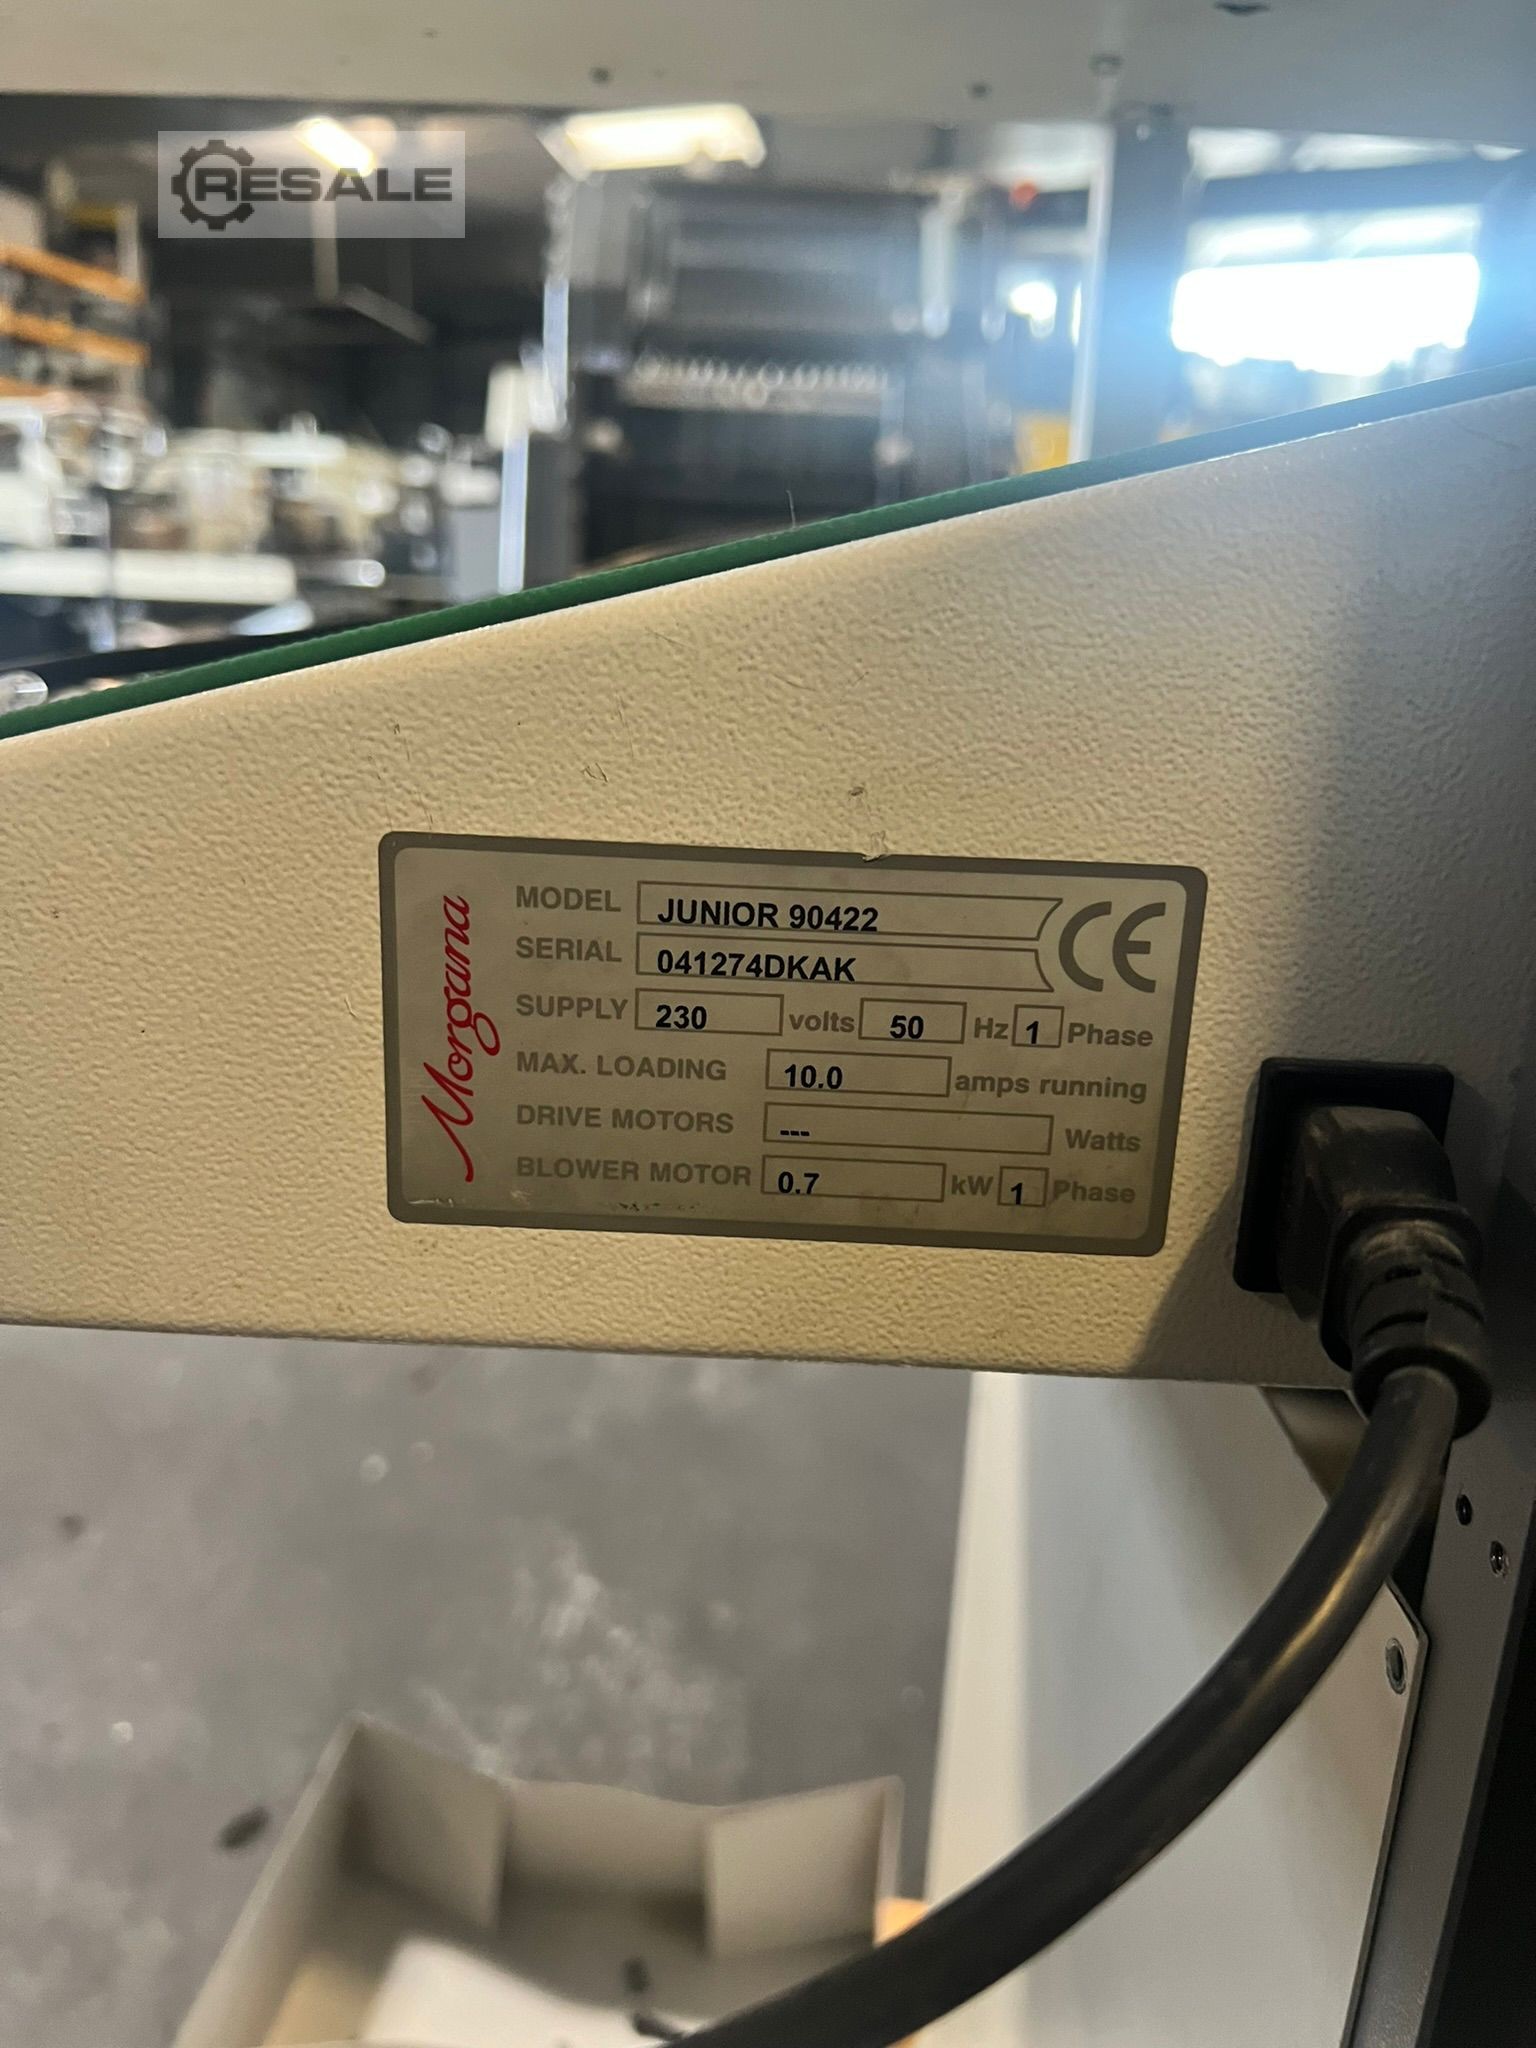 RESALE
Morgana
MODEL JUNIOR 90422
SERIAL 041274DKAK
CE
SUPPLY 230 volts 50 Hz 1 Phase
MAX. LOADING 10.0 amps running
DRIVE MOTORS --- Watts
BLOWER MOTOR 0.7 kW 1 Phase